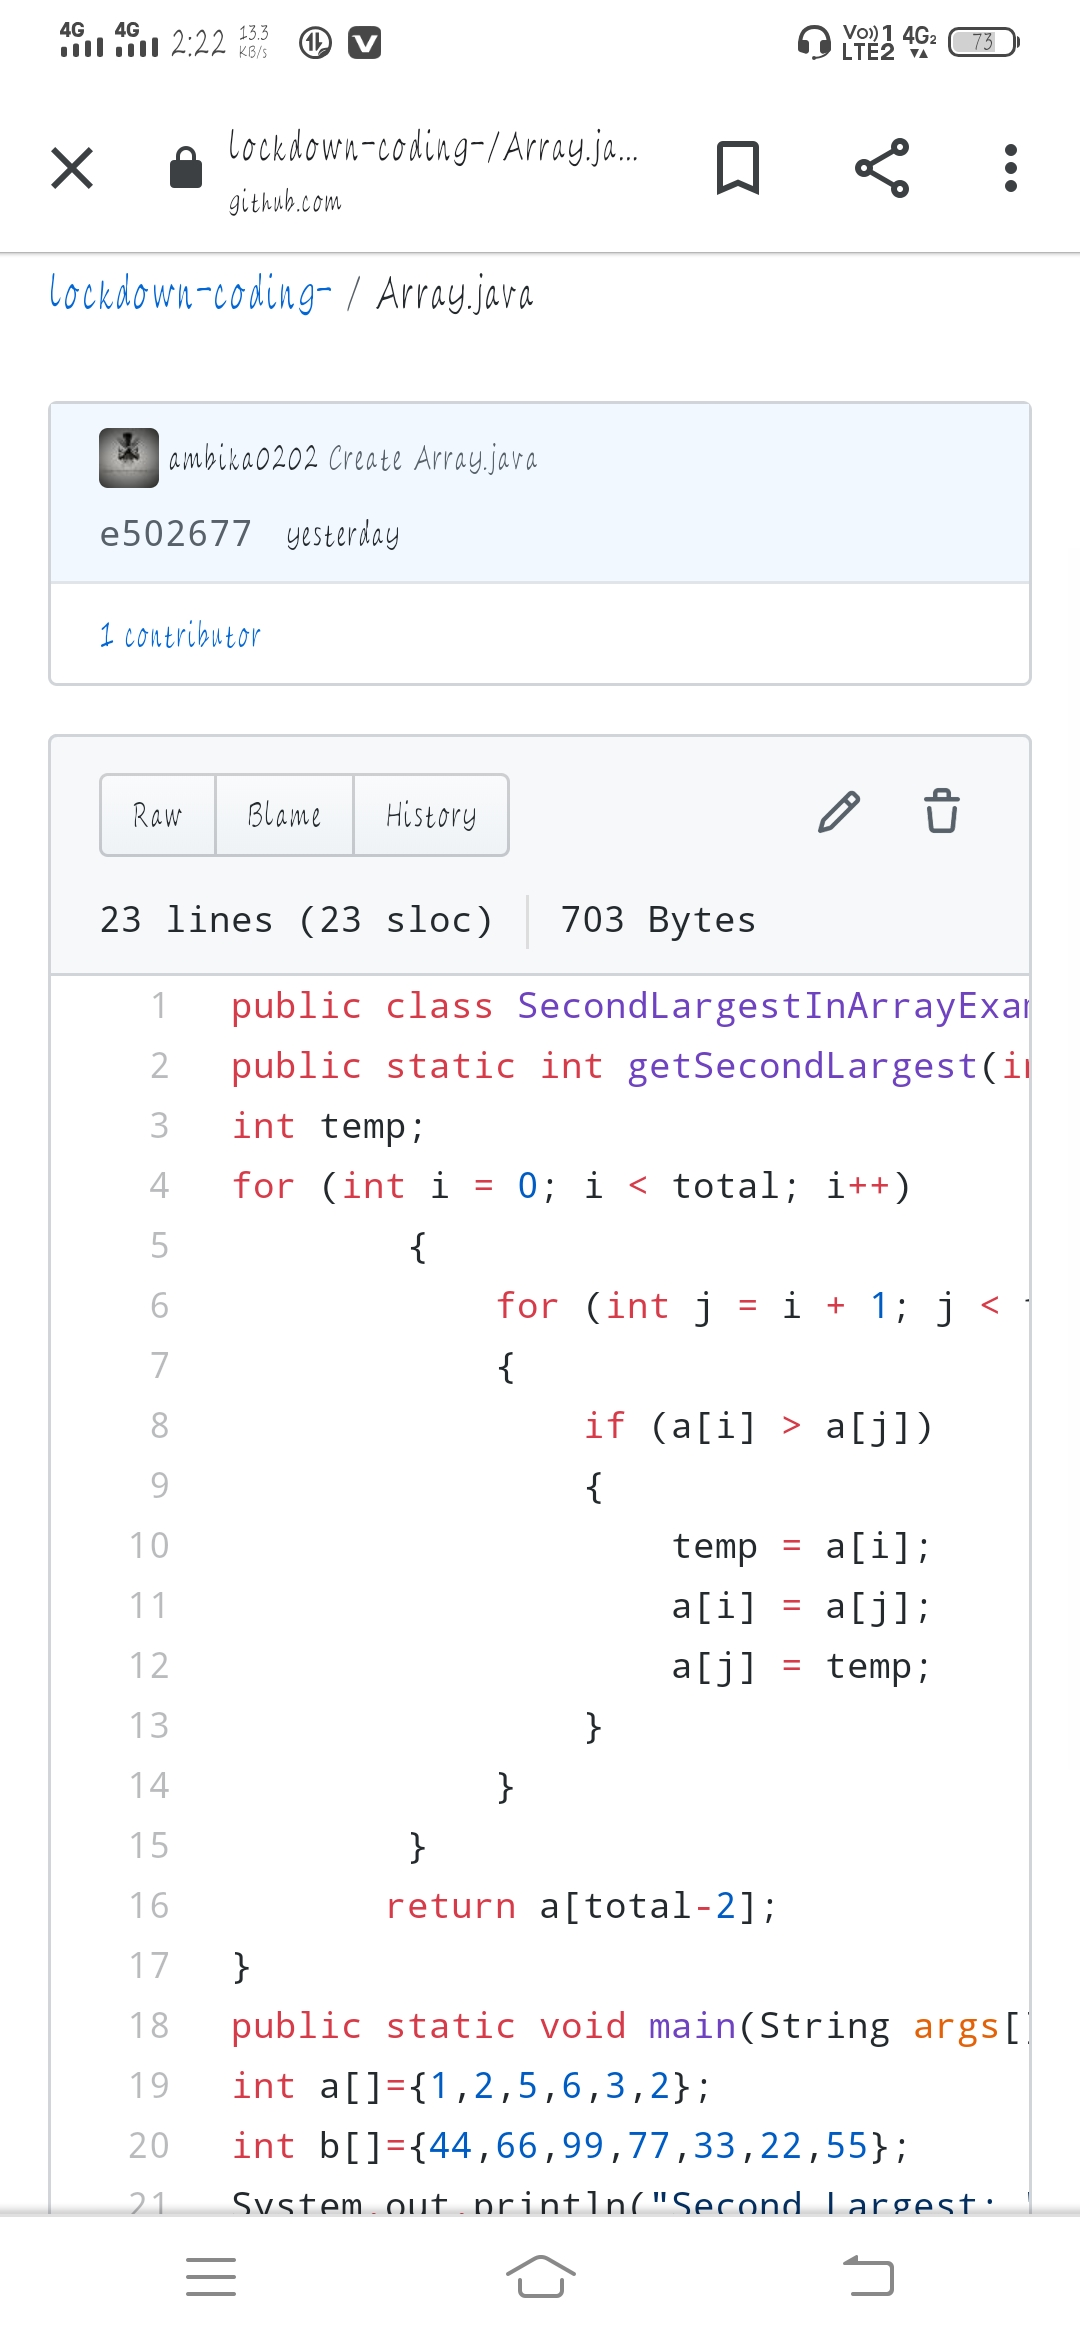 4G 4G 2:22 13.3 KB/s Vo)) 1 LTE2 4G2 73
lockdown-coding-/Array.ja...
github.com
lockdown-coding- / Array.java
ambika0202 Create Array.java
e502677 yesterday
1 contributor
Raw Blame History
23 lines (23 sloc) 703 Bytes
1 public class SecondLargestInArrayExa
2 public static int getSecondLargest(i
3 int temp;
4 for (int i = 0; i < total; i++)
5 {
6 for (int j = i + 1; j <
7 {
8 if (a[i] > a[j])
9 {
10 temp = a[i];
11 a[i] = a[j];
12 a[j] = temp;
13 }
14 }
15 }
16 return a[total-2];
17 }
18 public static void main(String args[
19 int a[]={1,2,5,6,3,2};
20 int b[]={44,66,99,77,33,22,55};
21 System.out.println("Second Largest: